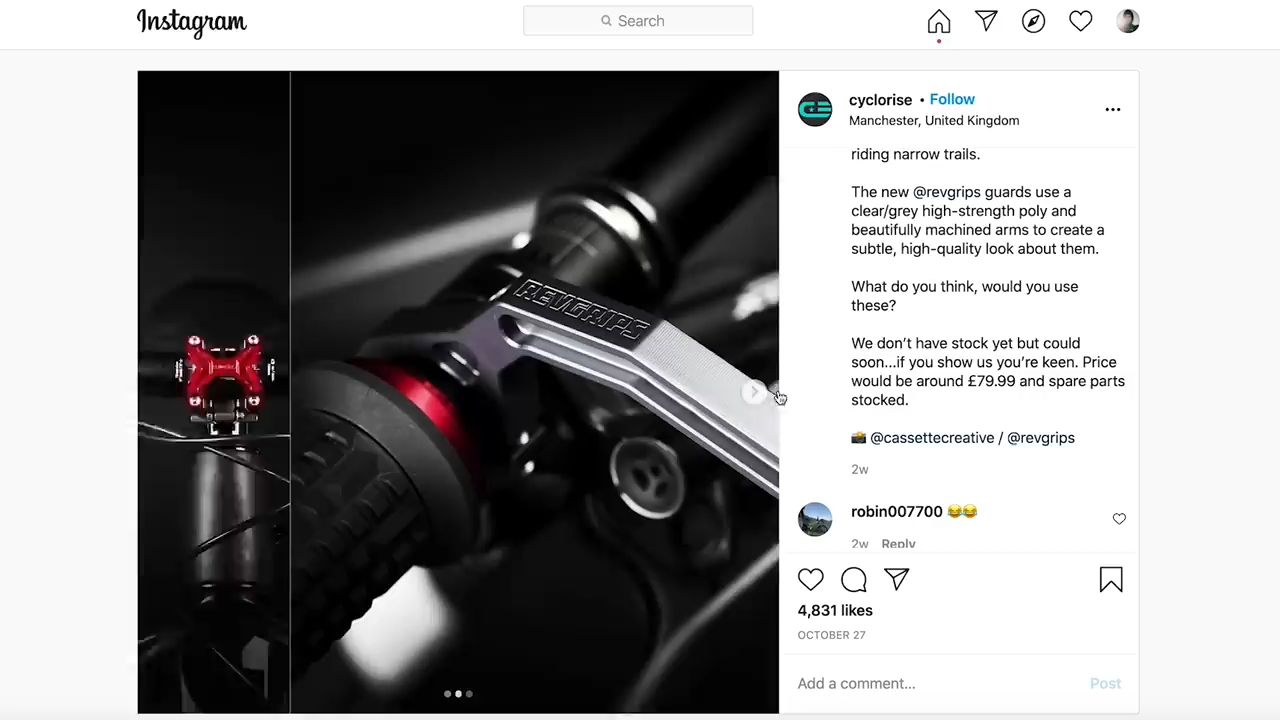 Instagram
Search
cyclorise • Follow
Manchester, United Kingdom
riding narrow trails.
The new @revgrips guards use a
clear/grey high-strength poly and
beautifully machined arms to create a
subtle, high-quality look about them.
What do you think, would you use
these?
We don’t have stock yet but could
soon...if you show us you’re keen. Price
would be around £79.99 and spare parts
stocked.
📸 @cassettecreative / @revgrips
2w
robin007700 😂😂
2w Reply
4,831 likes
OCTOBER 27
Add a comment... Post
REVGRIPS